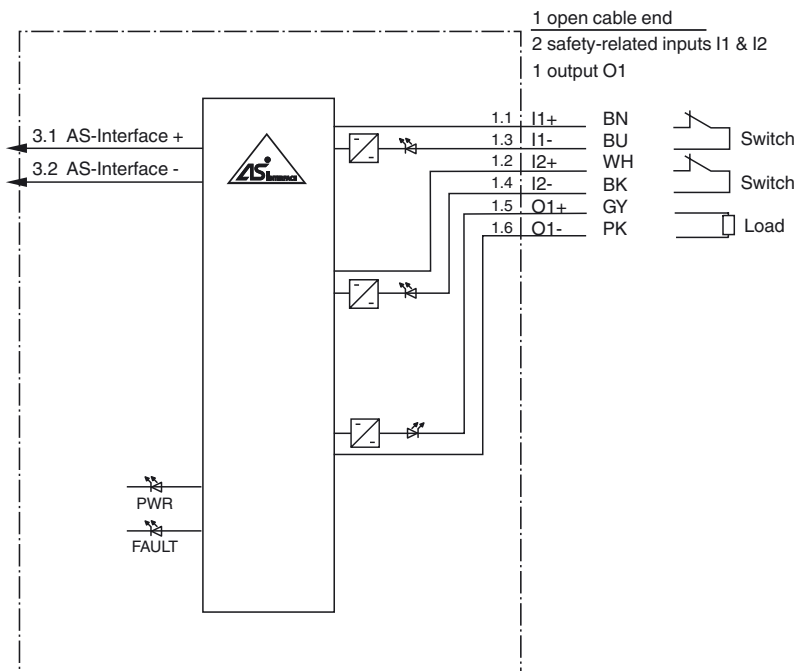 1 open cable end
2 safety-related inputs I1 & I2
1 output O1
3.1 AS-Interface +
3.2 AS-Interface -
AS INTERFACE
1.1 I1+ BN
1.3 I1- BU Switch
1.2 I2+ WH
1.4 I2- BK Switch
1.5 O1+ GY
1.6 O1- PK Load
PWR
FAULT